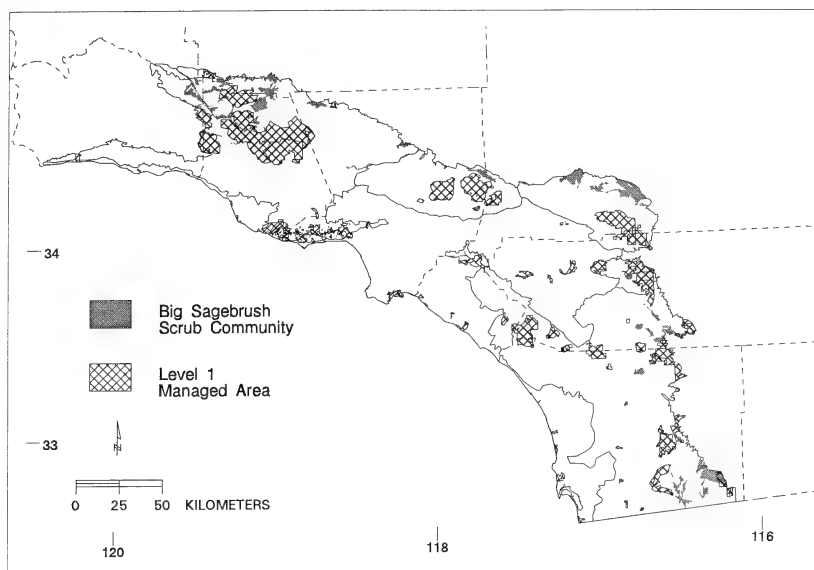 34
Big Sagebrush
Scrub Community
Level 1
Managed Area
33
N
0 25 50 KILOMETERS
120
118
116